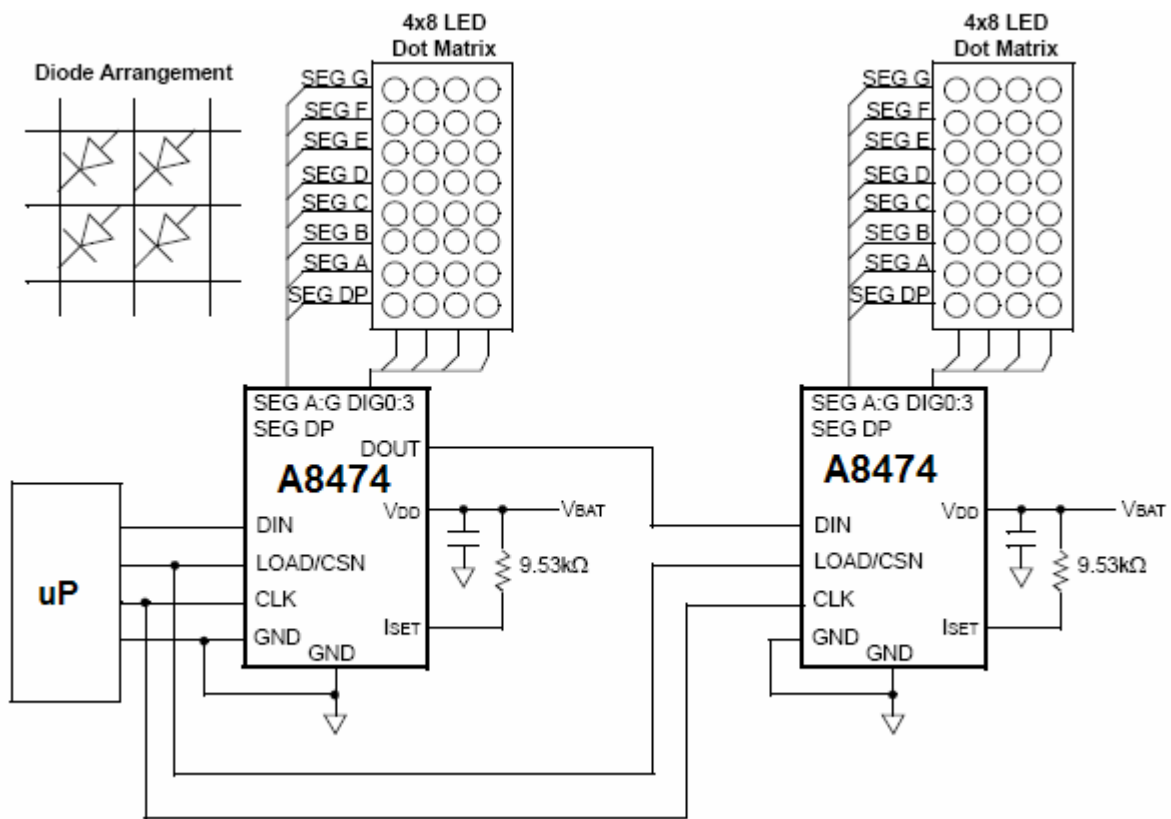 4x8 LED
Dot Matrix
4x8 LED
Dot Matrix
Diode Arrangement
SEG G
SEG F
SEG E
SEG D
SEG C
SEG B
SEG A
SEG DP
SEG G
SEG F
SEG E
SEG D
SEG C
SEG B
SEG A
SEG DP
uP
SEG A:G DIG0:3
SEG DP
DOUT
A8474
VDD
VBAT
DIN
LOAD/CSN
9.53kΩ
CLK
ISET
GND
GND
SEG A:G DIG0:3
SEG DP
A8474
VDD
VBAT
DIN
LOAD/CSN
9.53kΩ
CLK
ISET
GND
GND